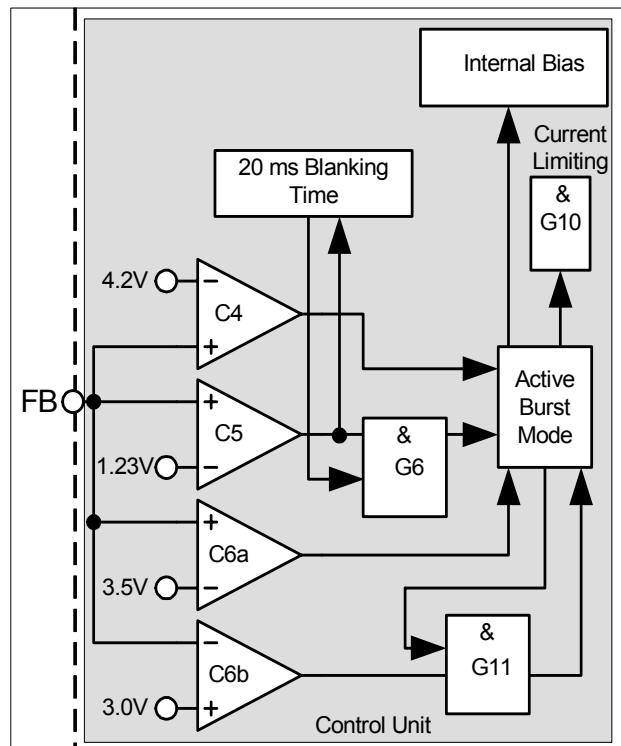 Internal Bias
Current
Limiting
20 ms Blanking
Time
&
G10
4.2V
−
C4
+
FB
+
C5
−
1.23V
&
G6
Active
Burst
Mode
+
C6a
−
3.5V
−
C6b
+
3.0V
&
G11
Control Unit